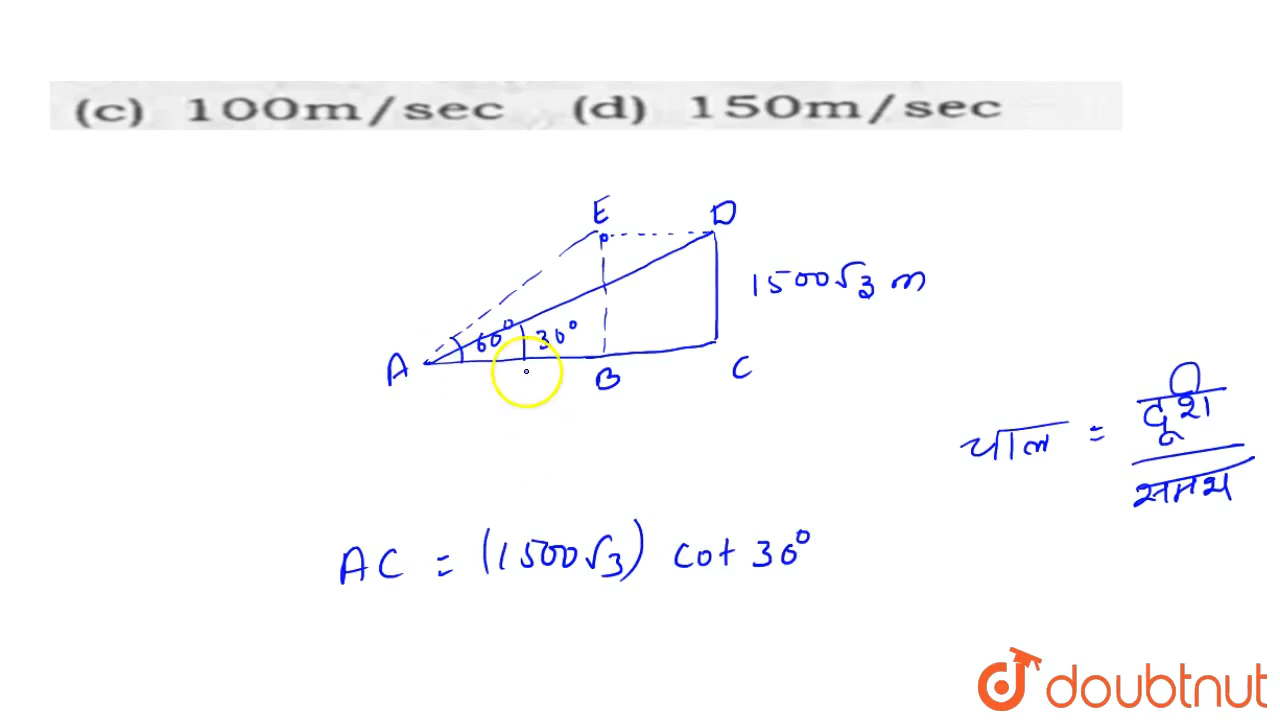 (c) 100m/sec (d) 150m/sec
E D
1500√3 m
60° 30°
A B C
चाल = दूरी / समय
AC = (1500√3) cot 30°
doubtnut